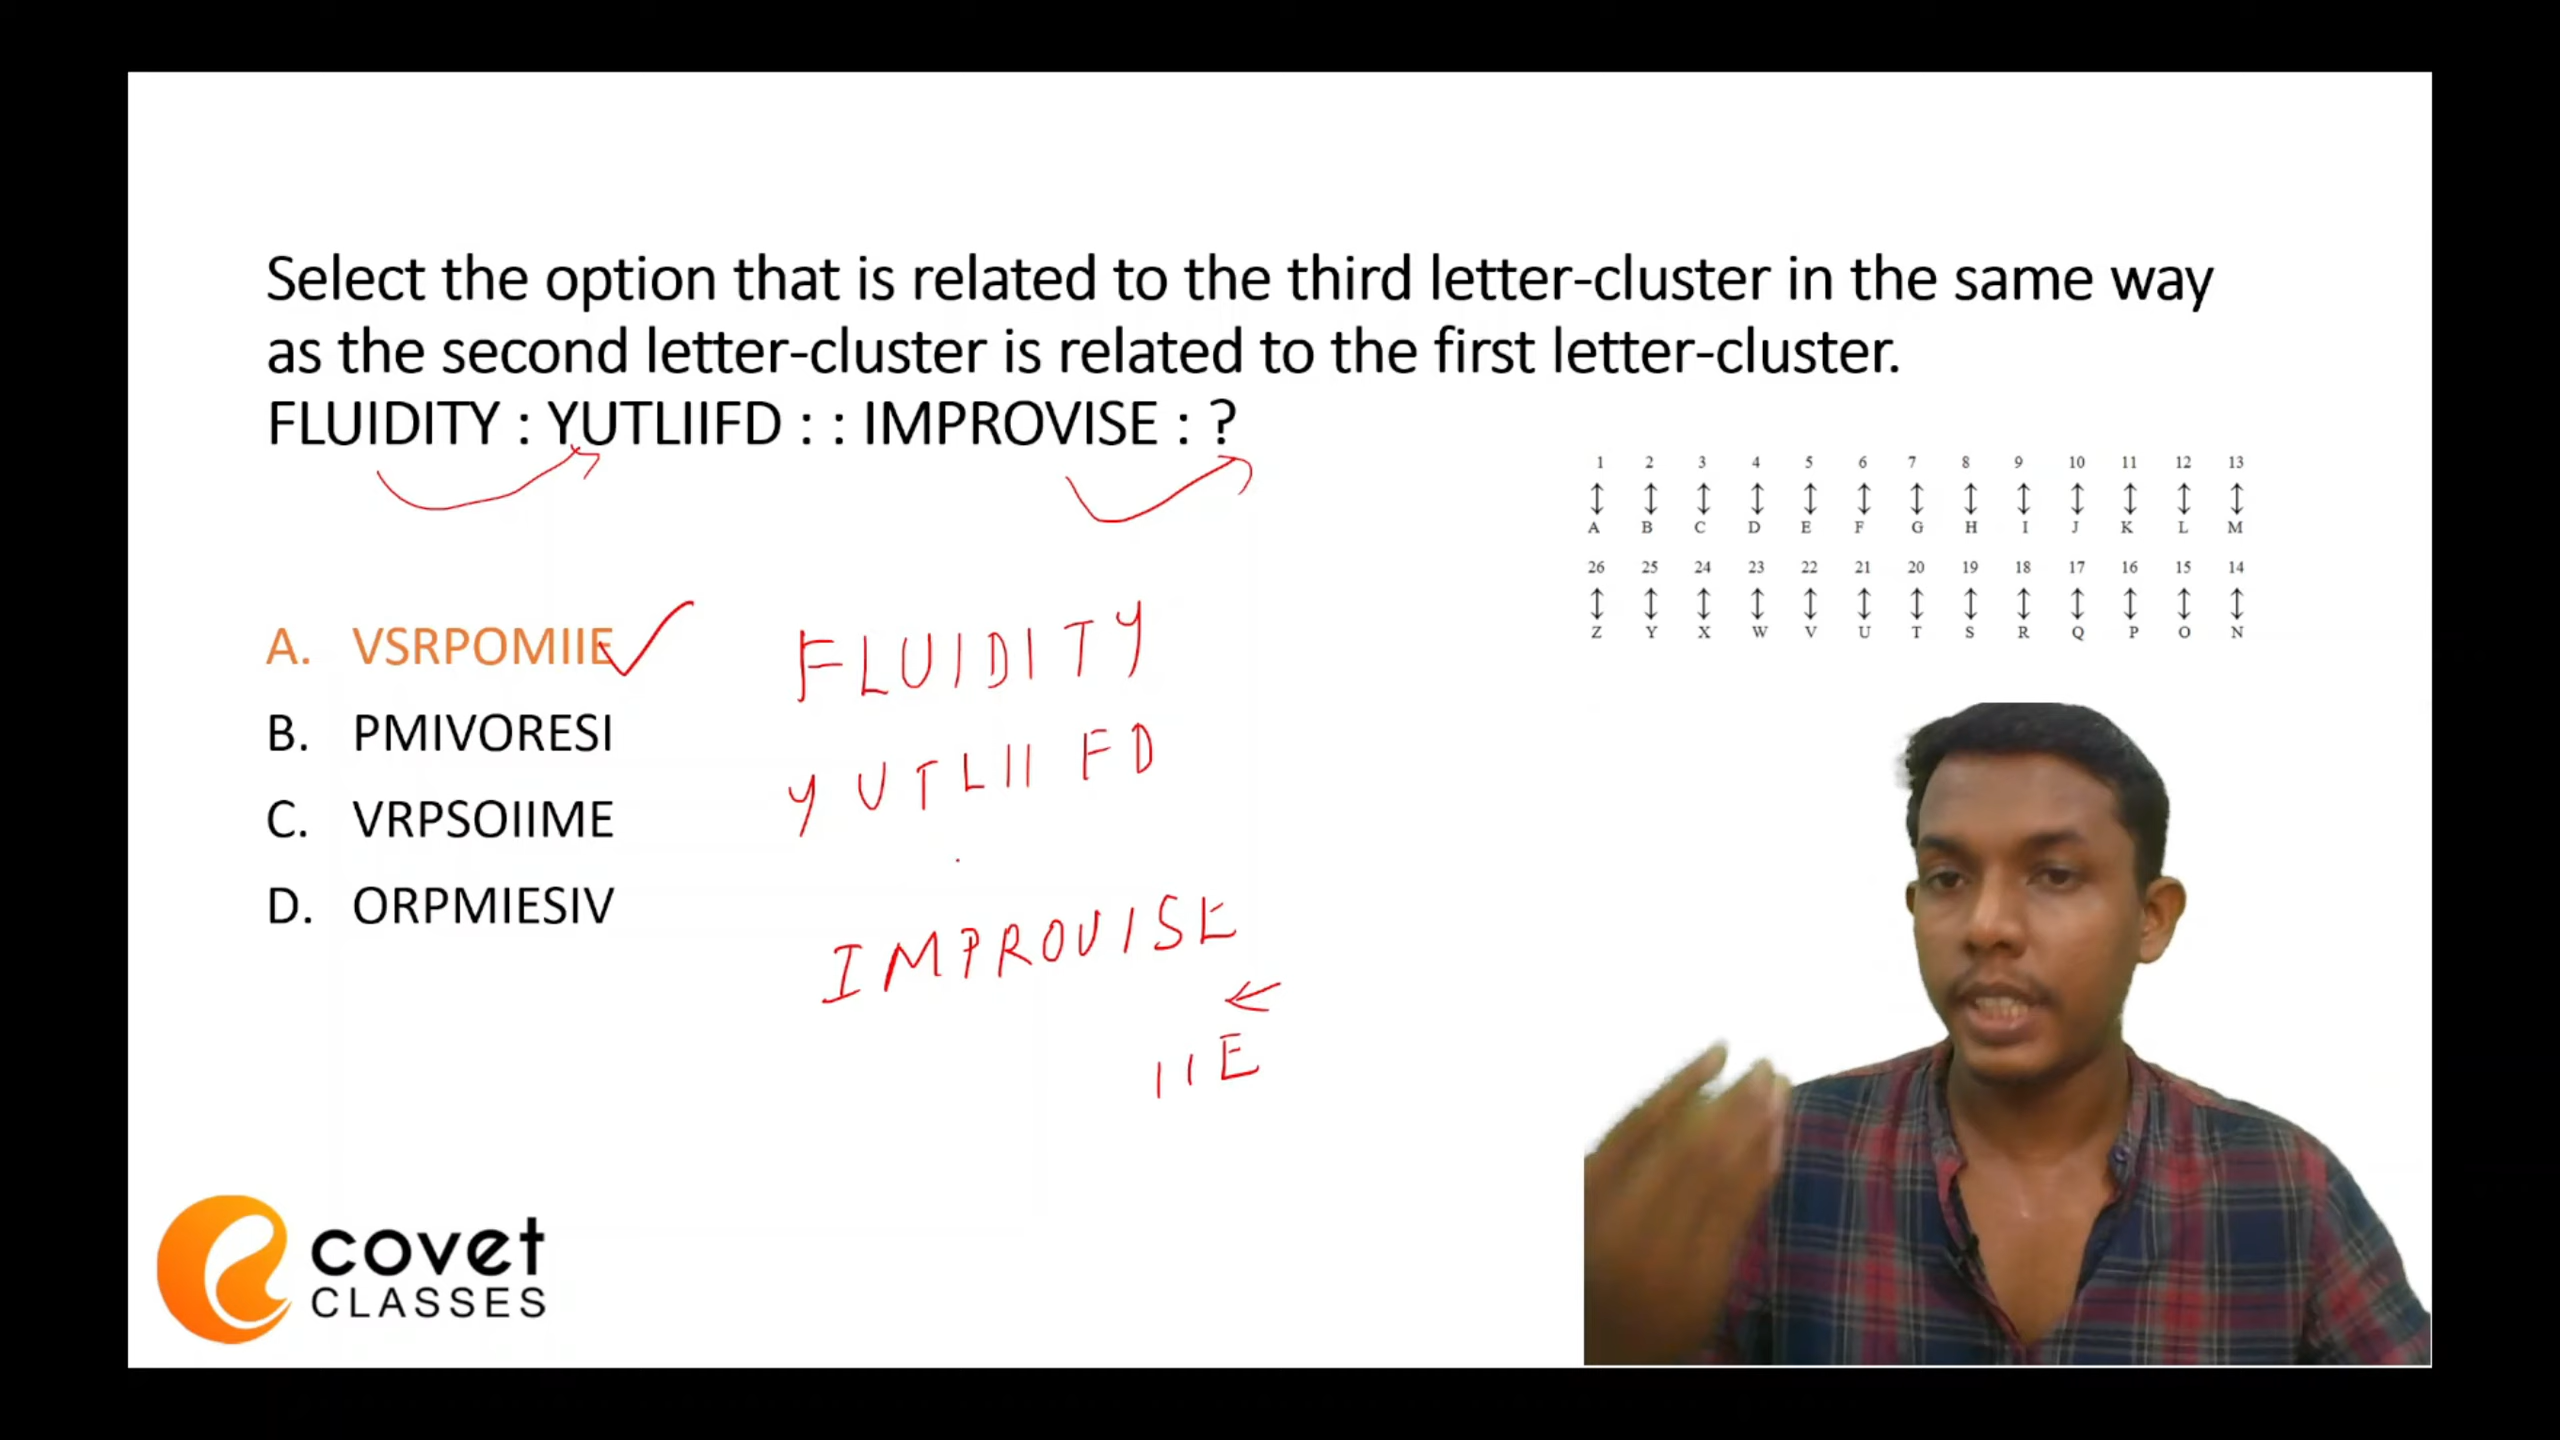 Select the option that is related to the third letter-cluster in the same way
as the second letter-cluster is related to the first letter-cluster.
FLUIDITY : YUTLIIFD : : IMPROVISE : ?
1 2 3 4 5 6 7 8 9 10 11 12 13
A B C D E F G H I J K L M
26 25 24 23 22 21 20 19 18 17 16 15 14
Z Y X W V U T S R Q P O N
A. VSRPOMIIE
B. PMIVORESI
C. VRPSOIIME
D. ORPMIESIV
FLUIDITY
YUTLIIFD
IMPROVISE
IIE
covet
CLASSES